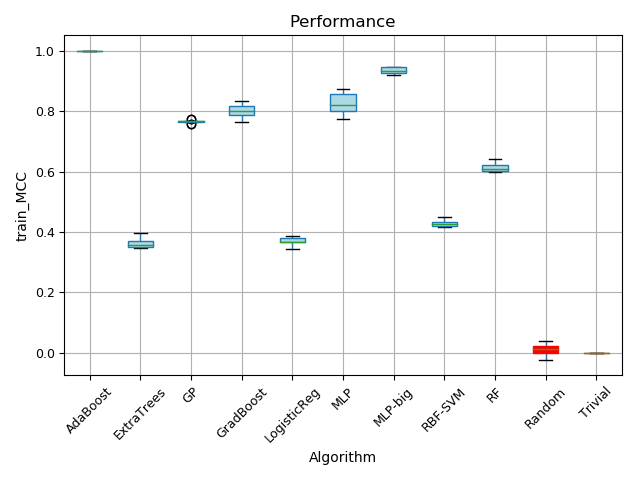 Performance
train_MCC
1.0
0.8
0.6
0.4
0.2
0.0
AdaBoost
ExtraTrees
GP
GradBoost
LogisticReg
MLP
MLP-big
RBF-SVM
RF
Random
Trivial
Algorithm